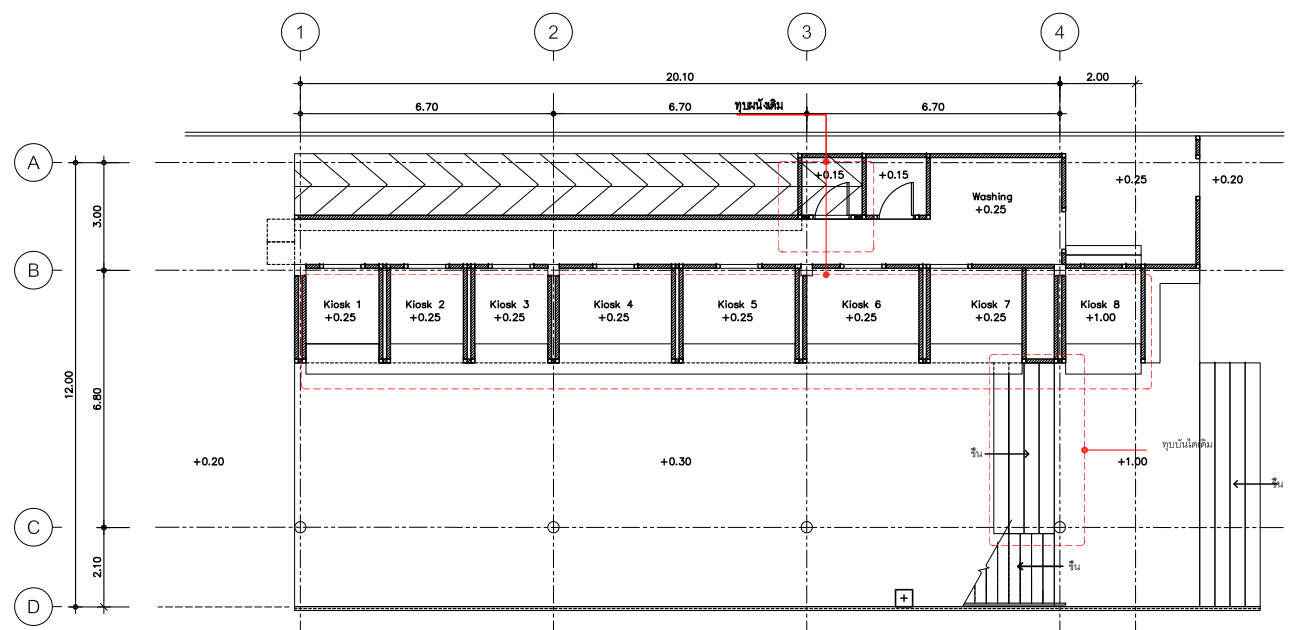 1 2 3 4
20.10 2.00
6.70 6.70 6.70
ทุบผนังเดิม
A
+0.15 +0.15 +0.25 +0.20
3.00
Washing
+0.25
B
Kiosk 1 Kiosk 2 Kiosk 3 Kiosk 4 Kiosk 5 Kiosk 6 Kiosk 7 Kiosk 8
+0.25 +0.25 +0.25 +0.25 +0.25 +0.25 +0.25 +1.00
12.00 6.80
ทุบบันไดเดิม
ขึ้น
+0.20 +0.30 +1.00
ขึ้น
C
2.10
ขึ้น
D